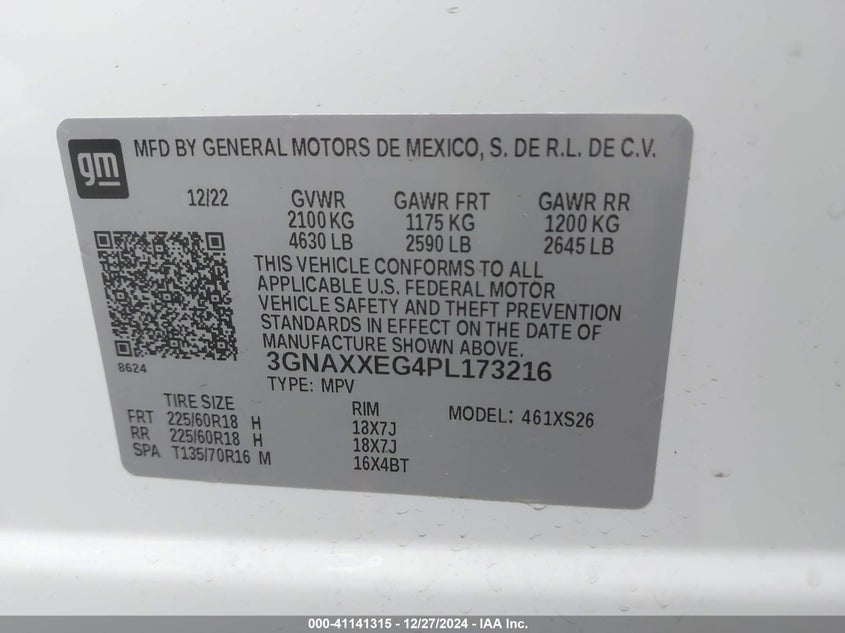 gm MFD BY GENERAL MOTORS DE MEXICO, S. DE R.L. DE C.V.
12/22 GVWR GAWR FRT GAWR RR
2100 KG 1175 KG 1200 KG
4630 LB 2590 LB 2645 LB
THIS VEHICLE CONFORMS TO ALL
APPLICABLE U.S. FEDERAL MOTOR
VEHICLE SAFETY AND THEFT PREVENTION
STANDARDS IN EFFECT ON THE DATE OF
MANUFACTURE SHOWN ABOVE.
8624 3GNAXXEG4PL173216
TYPE: MPV
TIRE SIZE RIM MODEL: 461XS26
FRT 225/60R18 H 18X7J
RR 225/60R18 H 18X7J
SPA T135/70R16 M 16X4BT
000-41141315 - 12/27/2024 - IAA Inc.